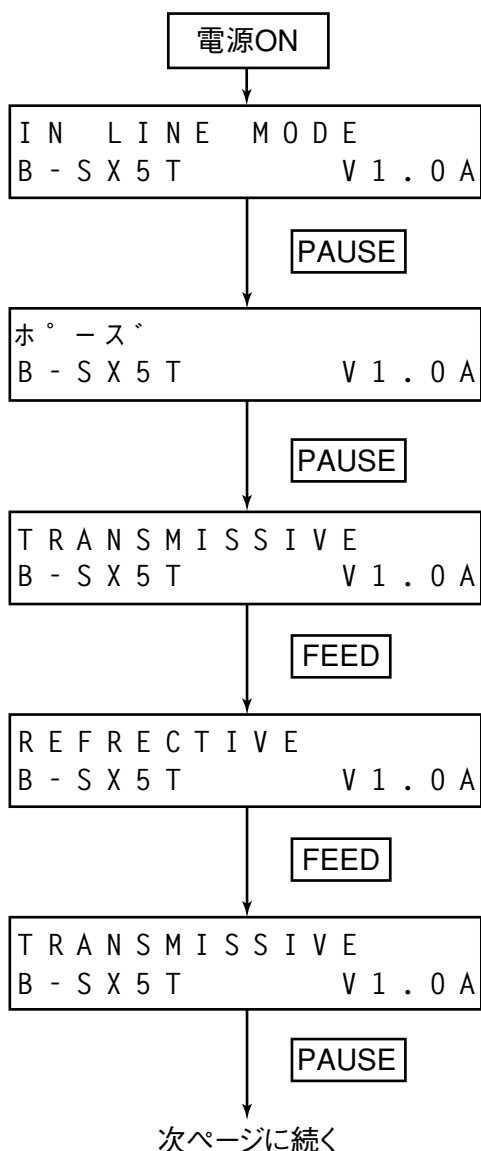 電源ON
IN LINE MODE
B-SX5T V1.0A
PAUSE
ホ゜ーズ
B-SX5T V1.0A
PAUSE
TRANSMISSIVE
B-SX5T V1.0A
FEED
REFRECTIVE
B-SX5T V1.0A
FEED
TRANSMISSIVE
B-SX5T V1.0A
PAUSE
次ページに続く